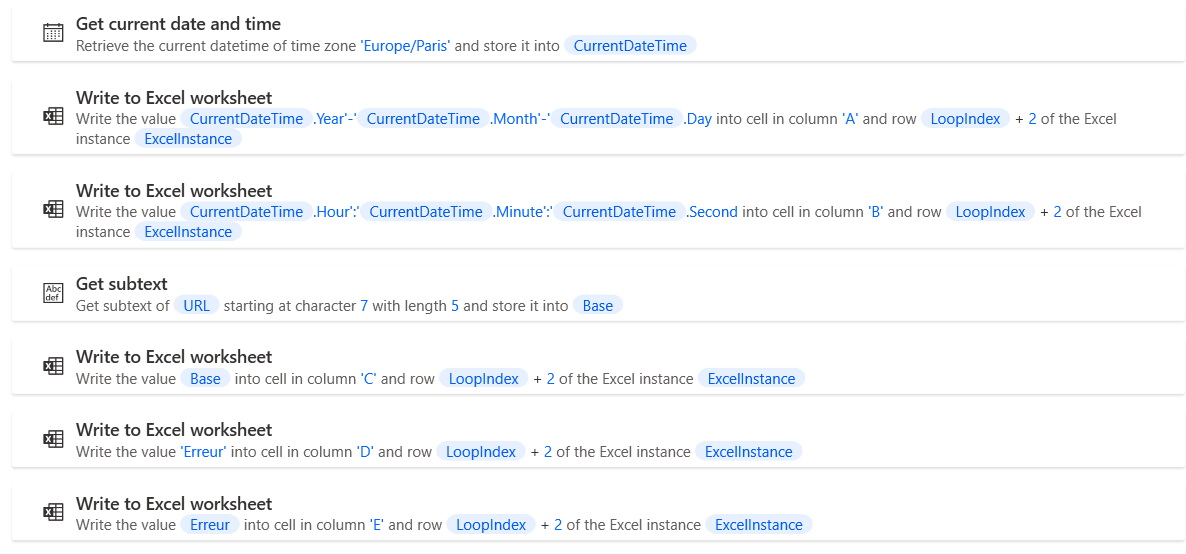 Get current date and time
Retrieve the current datetime of time zone 'Europe/Paris' and store it into CurrentDateTime
Write to Excel worksheet
Write the value CurrentDateTime .Year'-' CurrentDateTime .Month'-' CurrentDateTime .Day into cell in column 'A' and row LoopIndex + 2 of the Excel
instance ExcelInstance
Write to Excel worksheet
Write the value CurrentDateTime .Hour':' CurrentDateTime .Minute':' CurrentDateTime .Second into cell in column 'B' and row LoopIndex + 2 of the Excel
instance ExcelInstance
Abc
def
Get subtext
Get subtext of URL starting at character 7 with length 5 and store it into Base
Write to Excel worksheet
Write the value Base into cell in column 'C' and row LoopIndex + 2 of the Excel instance ExcelInstance
Write to Excel worksheet
Write the value 'Erreur' into cell in column 'D' and row LoopIndex + 2 of the Excel instance ExcelInstance
Write to Excel worksheet
Write the value Erreur into cell in column 'E' and row LoopIndex + 2 of the Excel instance ExcelInstance